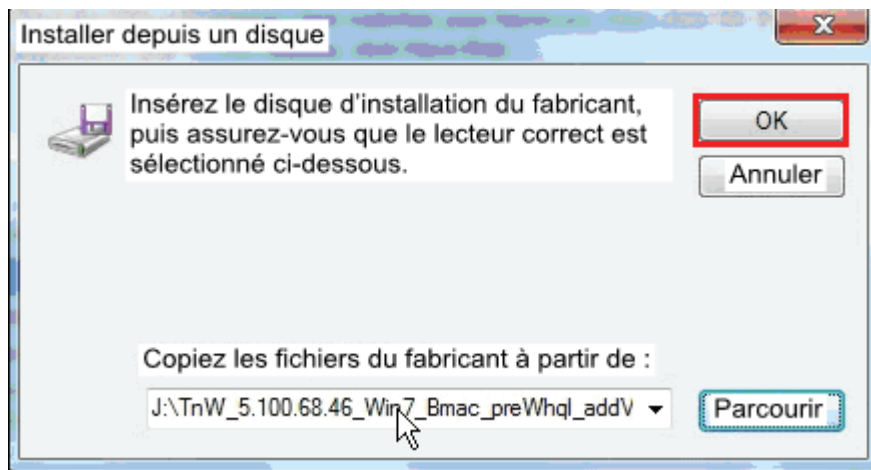 Installer depuis un disque
Insérez le disque d'installation du fabricant,
puis assurez-vous que le lecteur correct est
sélectionné ci-dessous.
OK
Annuler
Copiez les fichiers du fabricant à partir de :
J:\TnW_5.100.68.46_Win7_Bmac_preWhql_addV
Parcourir